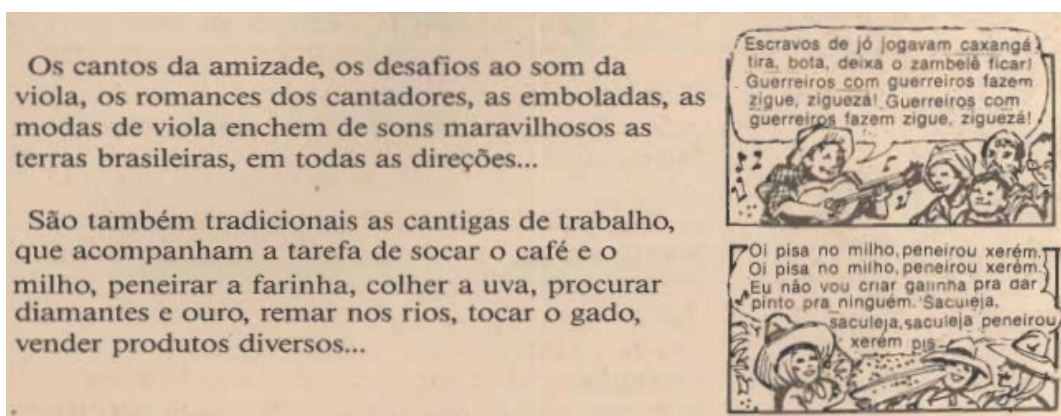 Os cantos da amizade, os desafios ao som da
viola, os romances dos cantadores, as emboladas, as
modas de viola enchem de sons maravilhosos as
terras brasileiras, em todas as direções...
São também tradicionais as cantigas de trabalho,
que acompanham a tarefa de socar o café e o
milho, peneirar a farinha, colher a uva, procurar
diamantes e ouro, remar nos rios, tocar o gado,
vender produtos diversos...
Escravos de jó jogavam caxangá
tira, bota, deixa o zambelê ficar!
Guerreiros com guerreiros fazem
zigue, ziguezá! Guerreiros com
guerreiros fazem zigue, ziguezá!
Oi pisa no milho, peneirou xerém.
Oi pisa no milho, peneirou xerém.
Eu não vou criar galinha pra dar
pinto pra ninguém. Saculeja,
saculeja, saculeja peneirou
xerém pis